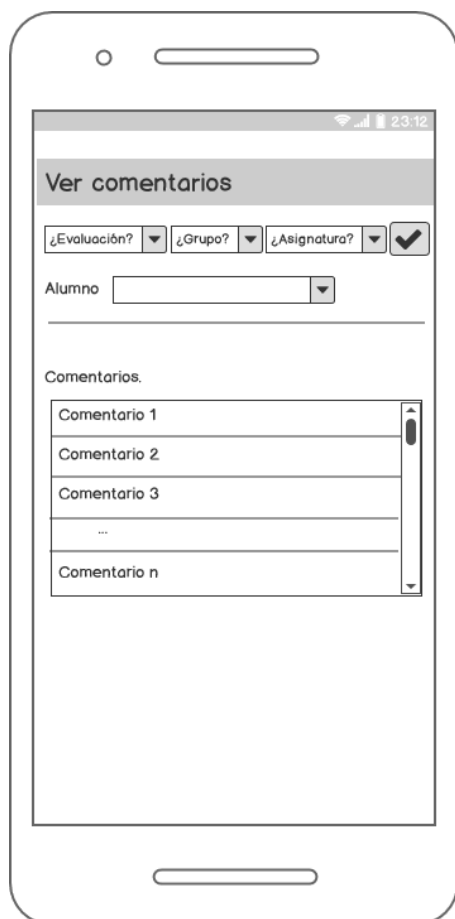 23:12
Ver comentarios
¿Evaluación? ¿Grupo? ¿Asignatura?
Alumno
Comentarios.
Comentario 1
Comentario 2
Comentario 3
...
Comentario n